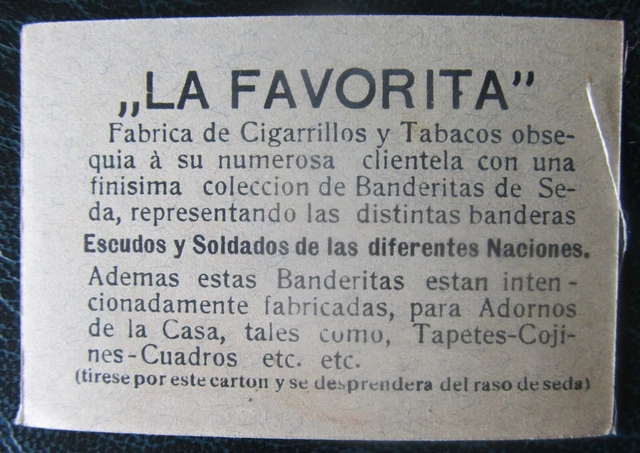 „LA FAVORITA”
Fabrica de Cigarrillos y Tabacos obse-
quia à su numerosa clientela con una
finisima coleccion de Banderitas de Se-
da, representando las distintas banderas
Escudos y Soldados de las diferentes Naciones.
Ademas estas Banderitas estan inten-
cionadamente fabricadas, para Adornos
de la Casa, tales como, Tapetes-Coji-
nes-Cuadros etc. etc.
(tirese por este carton y se desprendera del raso de seda)